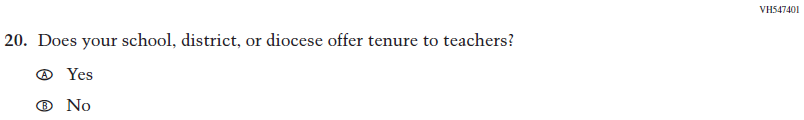 VH547401
20. Does your school, district, or diocese offer tenure to teachers?
A Yes
B No